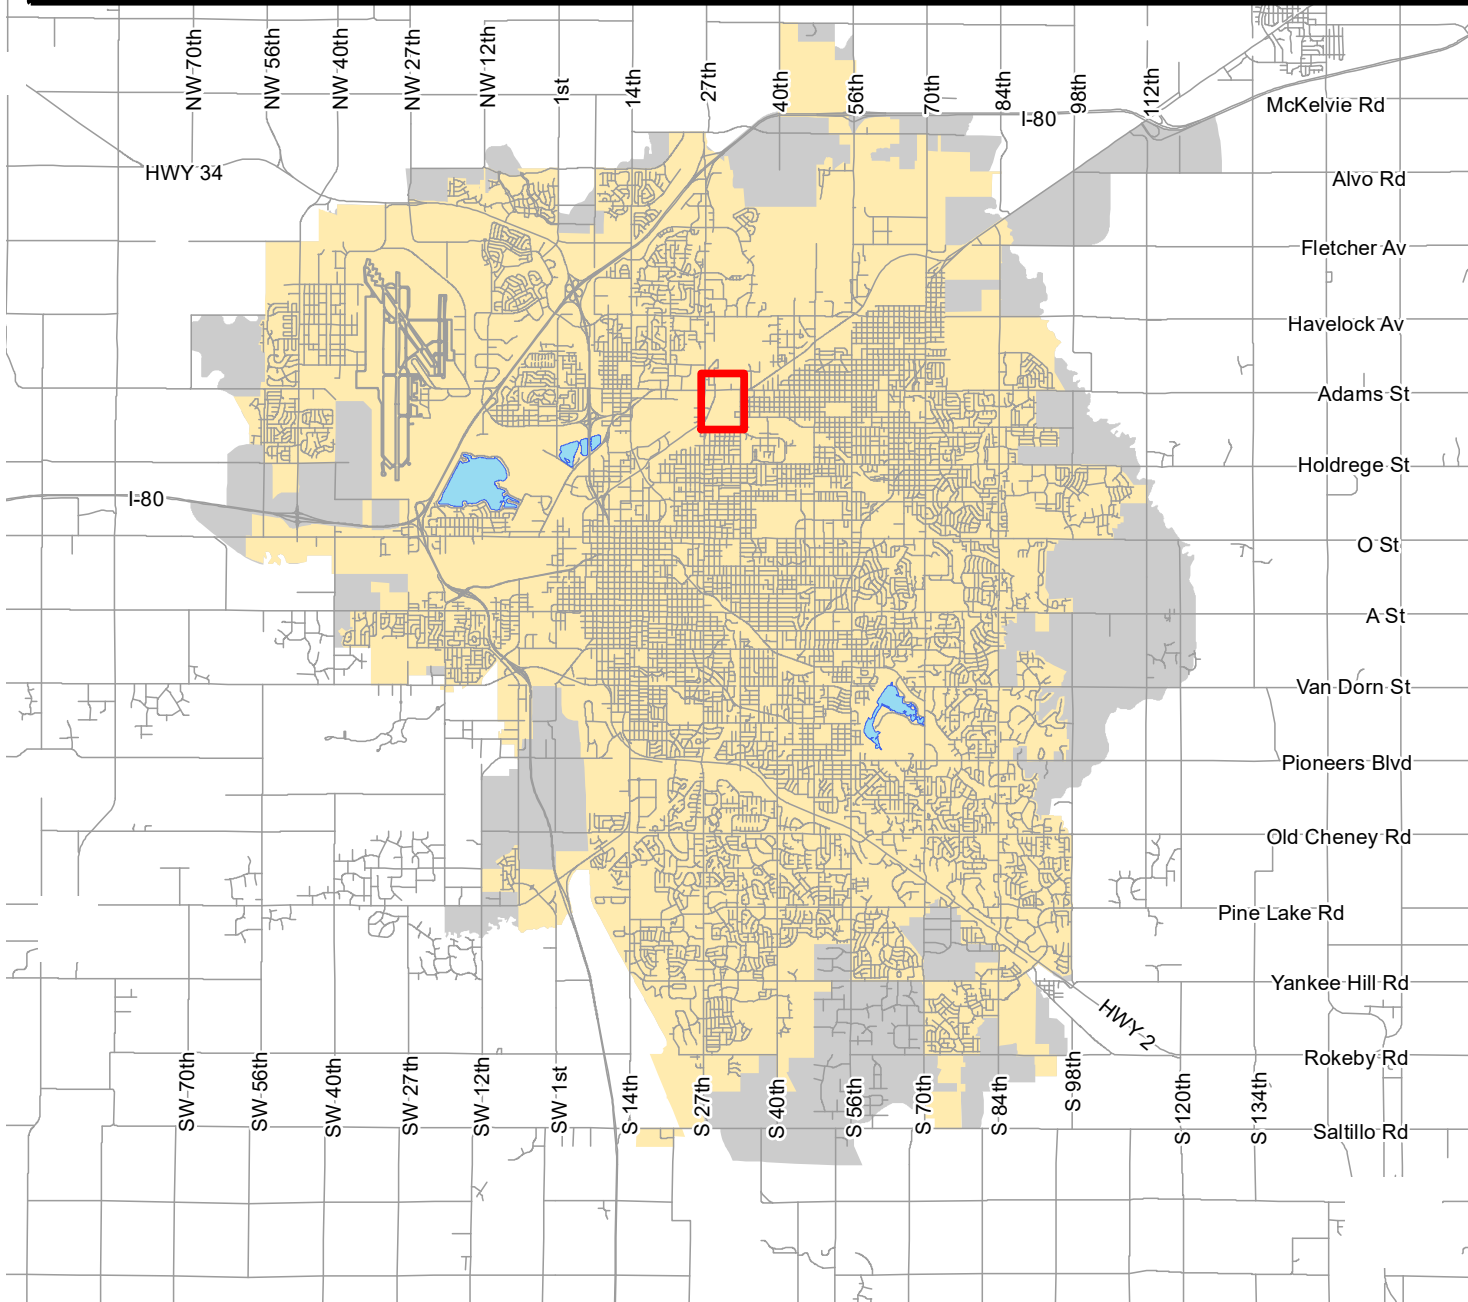 NW 70th
NW 56th
NW 40th
NW 27th
NW 12th
1st
14th
27th
40th
56th
70th
84th
98th
112th
McKelvie Rd
I-80
HWY 34
Alvo Rd
Fletcher Av
Havelock Av
Adams St
Holdrege St
I-80
O St
A St
Van Dorn St
Pioneers Blvd
Old Cheney Rd
Pine Lake Rd
Yankee Hill Rd
HWY 2
Rokeby Rd
SW 70th
SW 56th
SW 40th
SW 27th
SW 12th
SW 1st
S 14th
S 27th
S 40th
S 56th
S 70th
S 84th
S 98th
S 120th
S 134th
Saltillo Rd